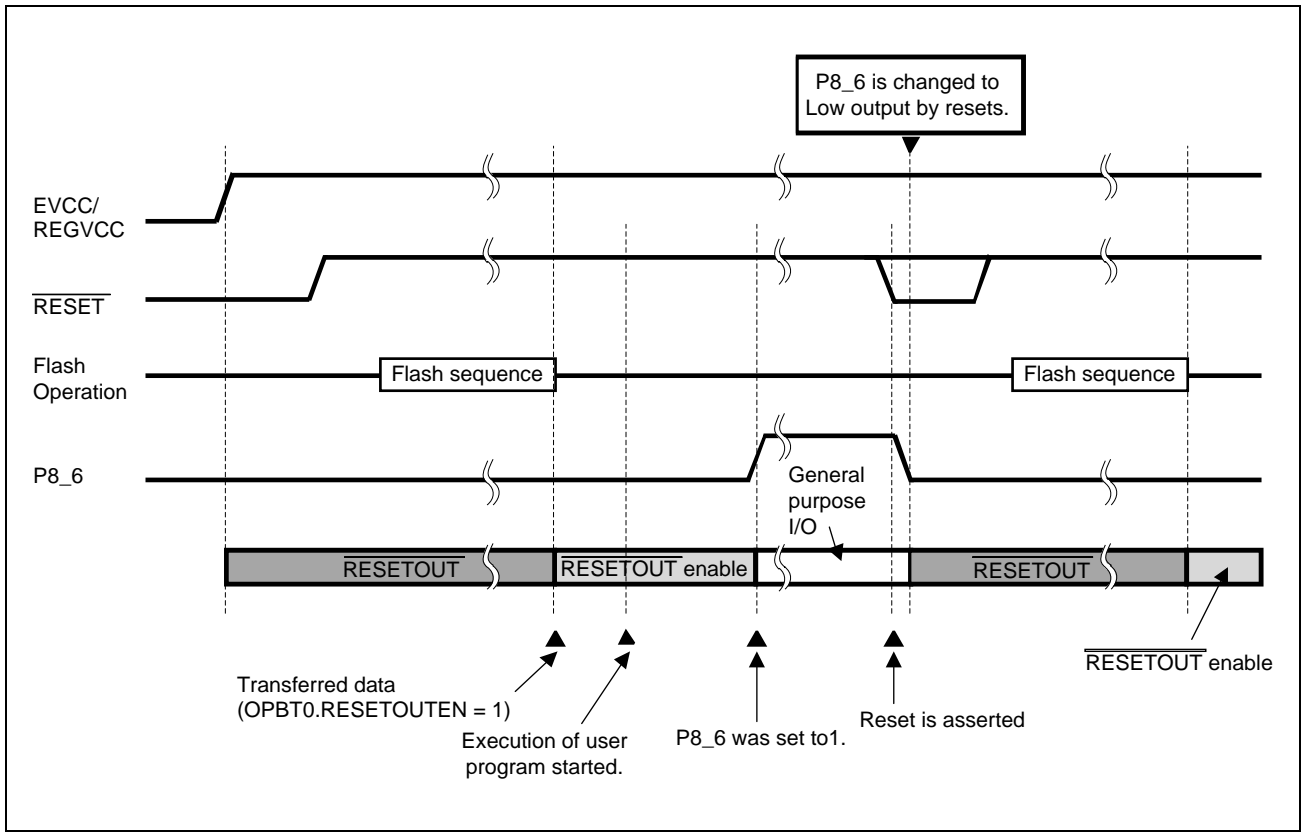 P8_6 is changed to
Low output by resets.
EVCC/
REGVCC
RESET
Flash
Operation
Flash sequence
Flash sequence
P8_6
General
purpose
I/O
RESETOUT
RESETOUT enable
RESETOUT
RESETOUT enable
Transferred data
(OPBT0.RESETOUTEN = 1)
Execution of user
program started.
P8_6 was set to1.
Reset is asserted